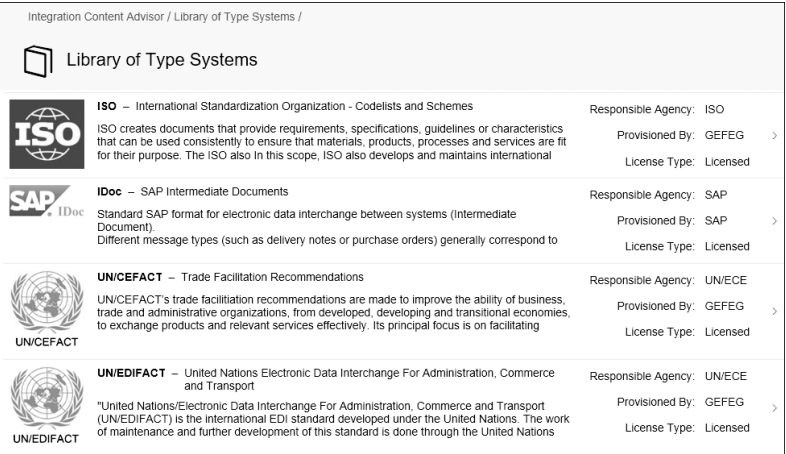 Integration Content Advisor / Library of Type Systems /
Library of Type Systems
ISO
ISO – International Standardization Organization - Codelists and Schemes
ISO creates documents that provide requirements, specifications, guidelines or characteristics
that can be used consistently to ensure that materials, products, processes and services are fit
for their purpose. The ISO also In this scope, ISO also develops and maintains international
Responsible Agency: ISO
Provisioned By: GEFEG
License Type: Licensed
SAP IDoc
IDoc – SAP Intermediate Documents
Standard SAP format for electronic data interchange between systems (Intermediate
Document).
Different message types (such as delivery notes or purchase orders) generally correspond to
Responsible Agency: SAP
Provisioned By: SAP
License Type: Licensed
UN/CEFACT
UN/CEFACT – Trade Facilitation Recommendations
UN/CEFACT's trade facilitiation recommendations are made to improve the ability of business,
trade and administrative organizations, from developed, developing and transitional economies,
to exchange products and relevant services effectively. Its principal focus is on facilitating
Responsible Agency: UN/ECE
Provisioned By: GEFEG
License Type: Licensed
UN/EDIFACT
UN/EDIFACT – United Nations Electronic Data Interchange For Administration, Commerce
and Transport
"United Nations/Electronic Data Interchange For Administration, Commerce and Transport
(UN/EDIFACT) is the international EDI standard developed under the United Nations. The work
of maintenance and further development of this standard is done through the United Nations
Responsible Agency: UN/ECE
Provisioned By: GEFEG
License Type: Licensed